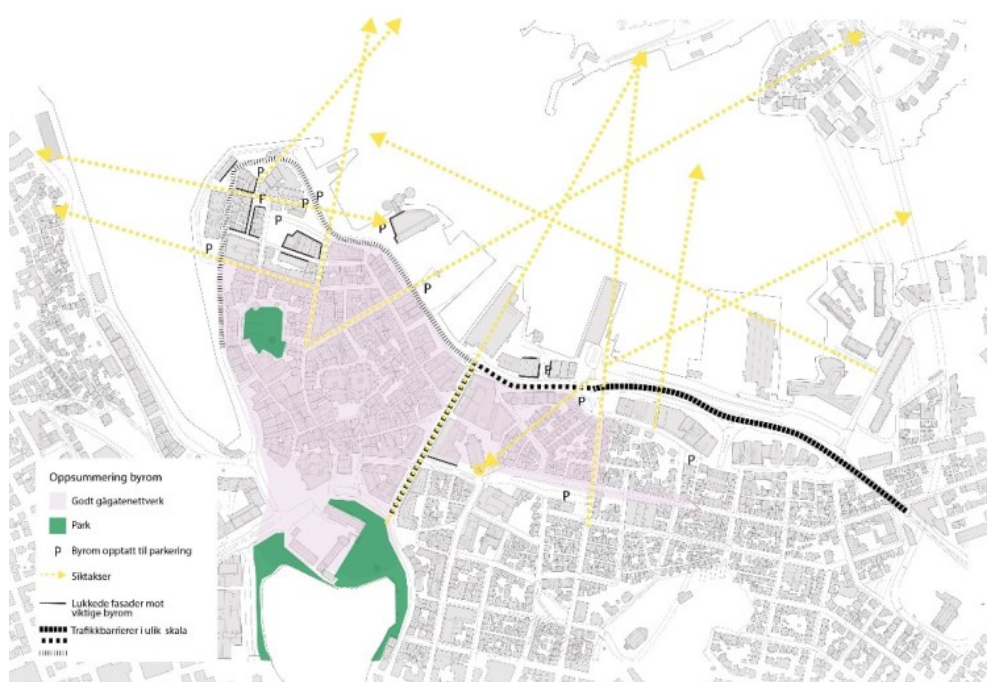 P
P
P
P
P
P
P
P
P
P
P
P
Oppsummering byrom
Godt gågatenettverk
Park
P Byrom opptatt til parkering
Siktakser
Lukkede fasader mot
viktige byrom
Trafikkbarrierer i ulik skala